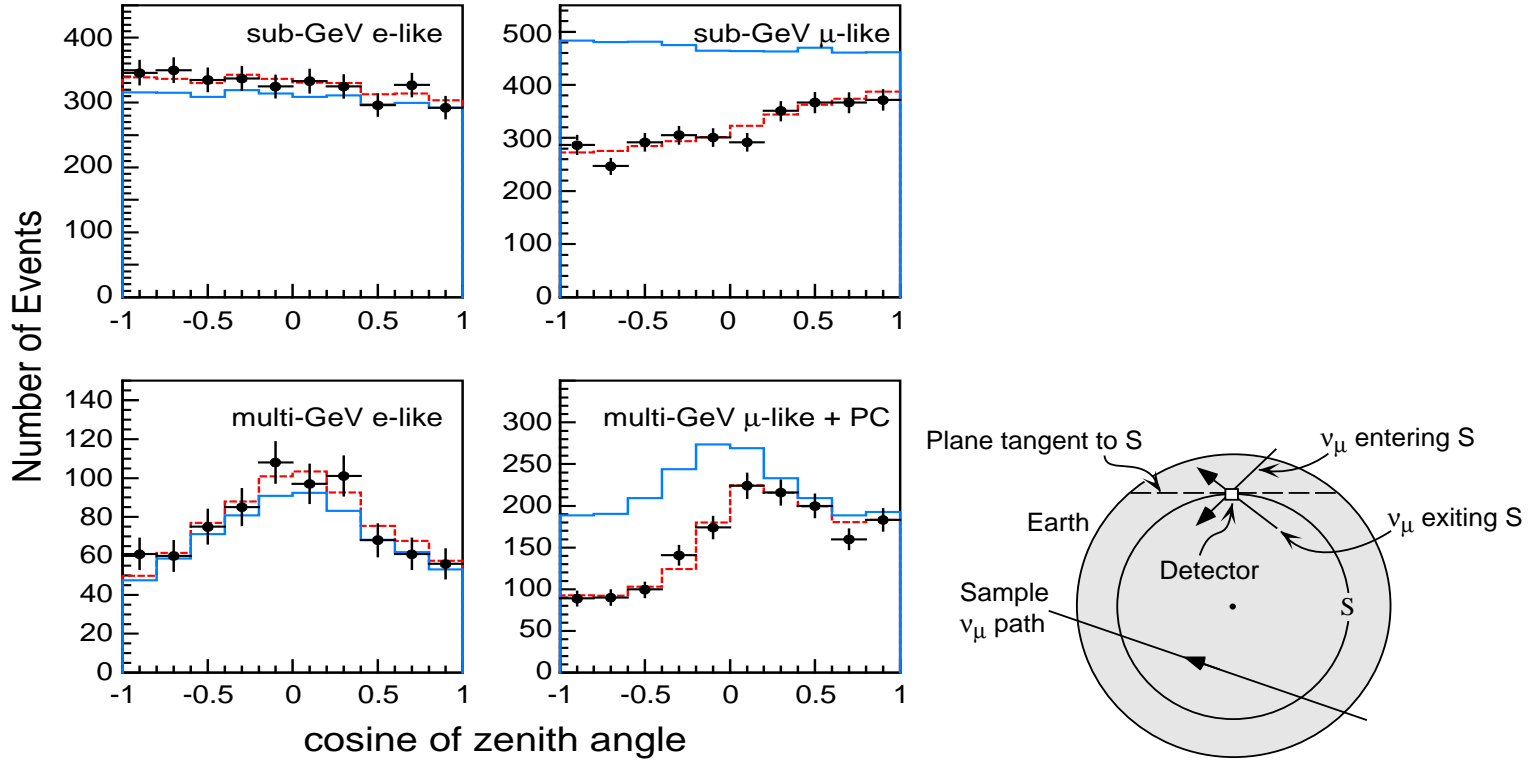 Number of Events
sub-GeV e-like
400
300
200
100
0
-1 -0.5 0 0.5 1
sub-GeV μ-like
500
400
300
200
100
0
-1 -0.5 0 0.5 1
multi-GeV e-like
140
120
100
80
60
40
20
0
-1 -0.5 0 0.5 1
multi-GeV μ-like + PC
300
250
200
150
100
50
0
-1 -0.5 0 0.5 1
cosine of zenith angle
Plane tangent to S
νμ entering S
Earth
νμ exiting S
Detector
Sample
νμ path
S